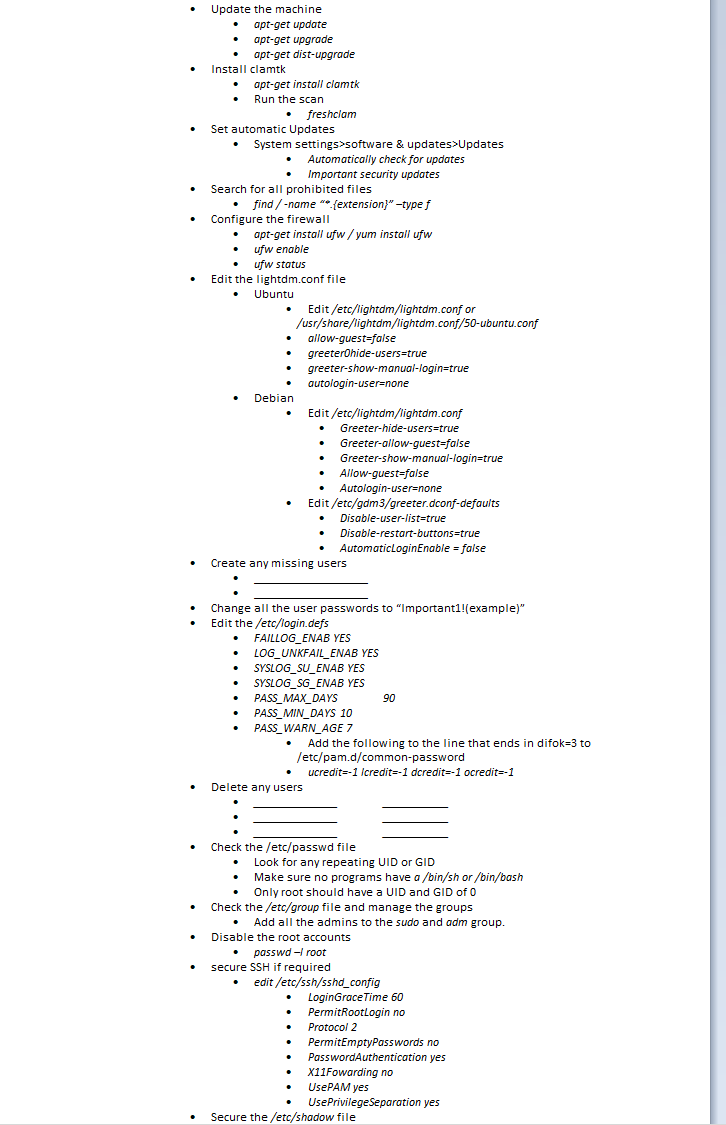 • Update the machine
• apt-get update
• apt-get upgrade
• apt-get dist-upgrade
• Install clamtk
• apt-get install clamtk
• Run the scan
• freshclam
• Set automatic Updates
• System settings>software & updates>Updates
• Automatically check for updates
• Important security updates
• Search for all prohibited files
• find / -name “*.{extension}” –type f
• Configure the firewall
• apt-get install ufw / yum install ufw
• ufw enable
• ufw status
• Edit the lightdm.conf file
• Ubuntu
• Edit /etc/lightdm/lightdm.conf or
/usr/share/lightdm/lightdm.conf/50-ubuntu.conf
• allow-guest=false
• greeter0hide-users=true
• greeter-show-manual-login=true
• autologin-user=none
• Debian
• Edit /etc/lightdm/lightdm.conf
• Greeter-hide-users=true
• Greeter-allow-guest=false
• Greeter-show-manual-login=true
• Allow-guest=false
• Autologin-user=none
• Edit /etc/gdm3/greeter.dconf-defaults
• Disable-user-list=true
• Disable-restart-buttons=true
• AutomaticLoginEnable = false
• Create any missing users
• ________________
• ________________
• Change all the user passwords to “Important1!(example)”
• Edit the /etc/login.defs
• FAILLOG_ENAB YES
• LOG_UNKFAIL_ENAB YES
• SYSLOG_SU_ENAB YES
• SYSLOG_SG_ENAB YES
• PASS_MAX_DAYS 90
• PASS_MIN_DAYS 10
• PASS_WARN_AGE 7
• Add the following to the line that ends in difok=3 to
/etc/pam.d/common-password
• ucredit=-1 lcredit=-1 dcredit=-1 ocredit=-1
• Delete any users
• ____________ _________
• ____________ _________
• ____________ _________
• Check the /etc/passwd file
• Look for any repeating UID or GID
• Make sure no programs have a /bin/sh or /bin/bash
• Only root should have a UID and GID of 0
• Check the /etc/group file and manage the groups
• Add all the admins to the sudo and adm group.
• Disable the root accounts
• passwd –l root
• secure SSH if required
• edit /etc/ssh/sshd_config
• LoginGraceTime 60
• PermitRootLogin no
• Protocol 2
• PermitEmptyPasswords no
• PasswordAuthentication yes
• X11Fowarding no
• UsePAM yes
• UsePrivilegeSeparation yes
• Secure the /etc/shadow file